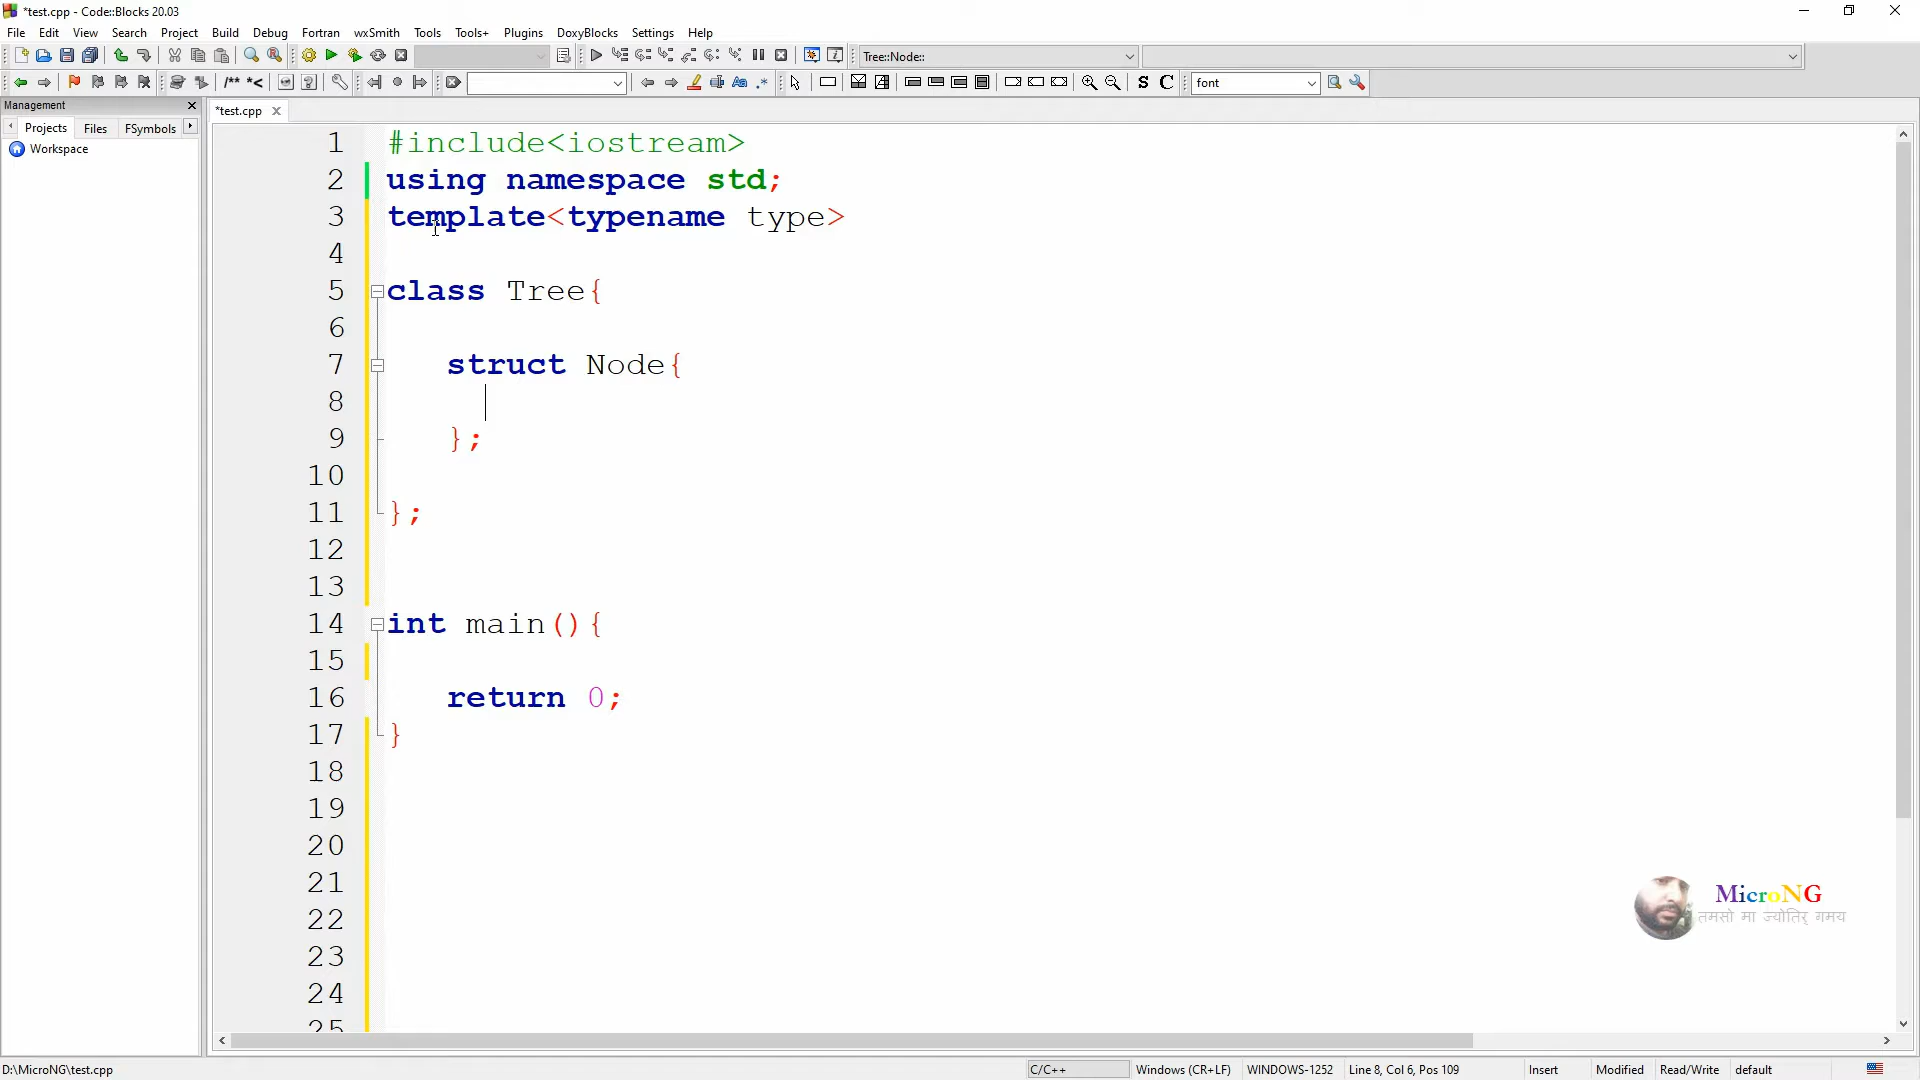 *test.cpp - Code::Blocks 20.03
File Edit View Search Project Build Debug Fortran wxSmith Tools Tools+ Plugins DoxyBlocks Settings Help
Tree::Node::
/** *< Aa .* S C font
Management
Projects Files FSymbols
Workspace
*test.cpp
1 #include<iostream>
2 using namespace std;
3 template<typename type>
4
5 class Tree{
6
7 struct Node{
8
9 };
10
11 };
12
13
14 int main(){
15
16 return 0;
17 }
18
19
20
21
22
23
24
25
MicroNG
तमसो मा ज्योतिर् गमय
D:\MicroNG\test.cpp C/C++ Windows (CR+LF) WINDOWS-1252 Line 8, Col 6, Pos 109 Insert Modified Read/Write default